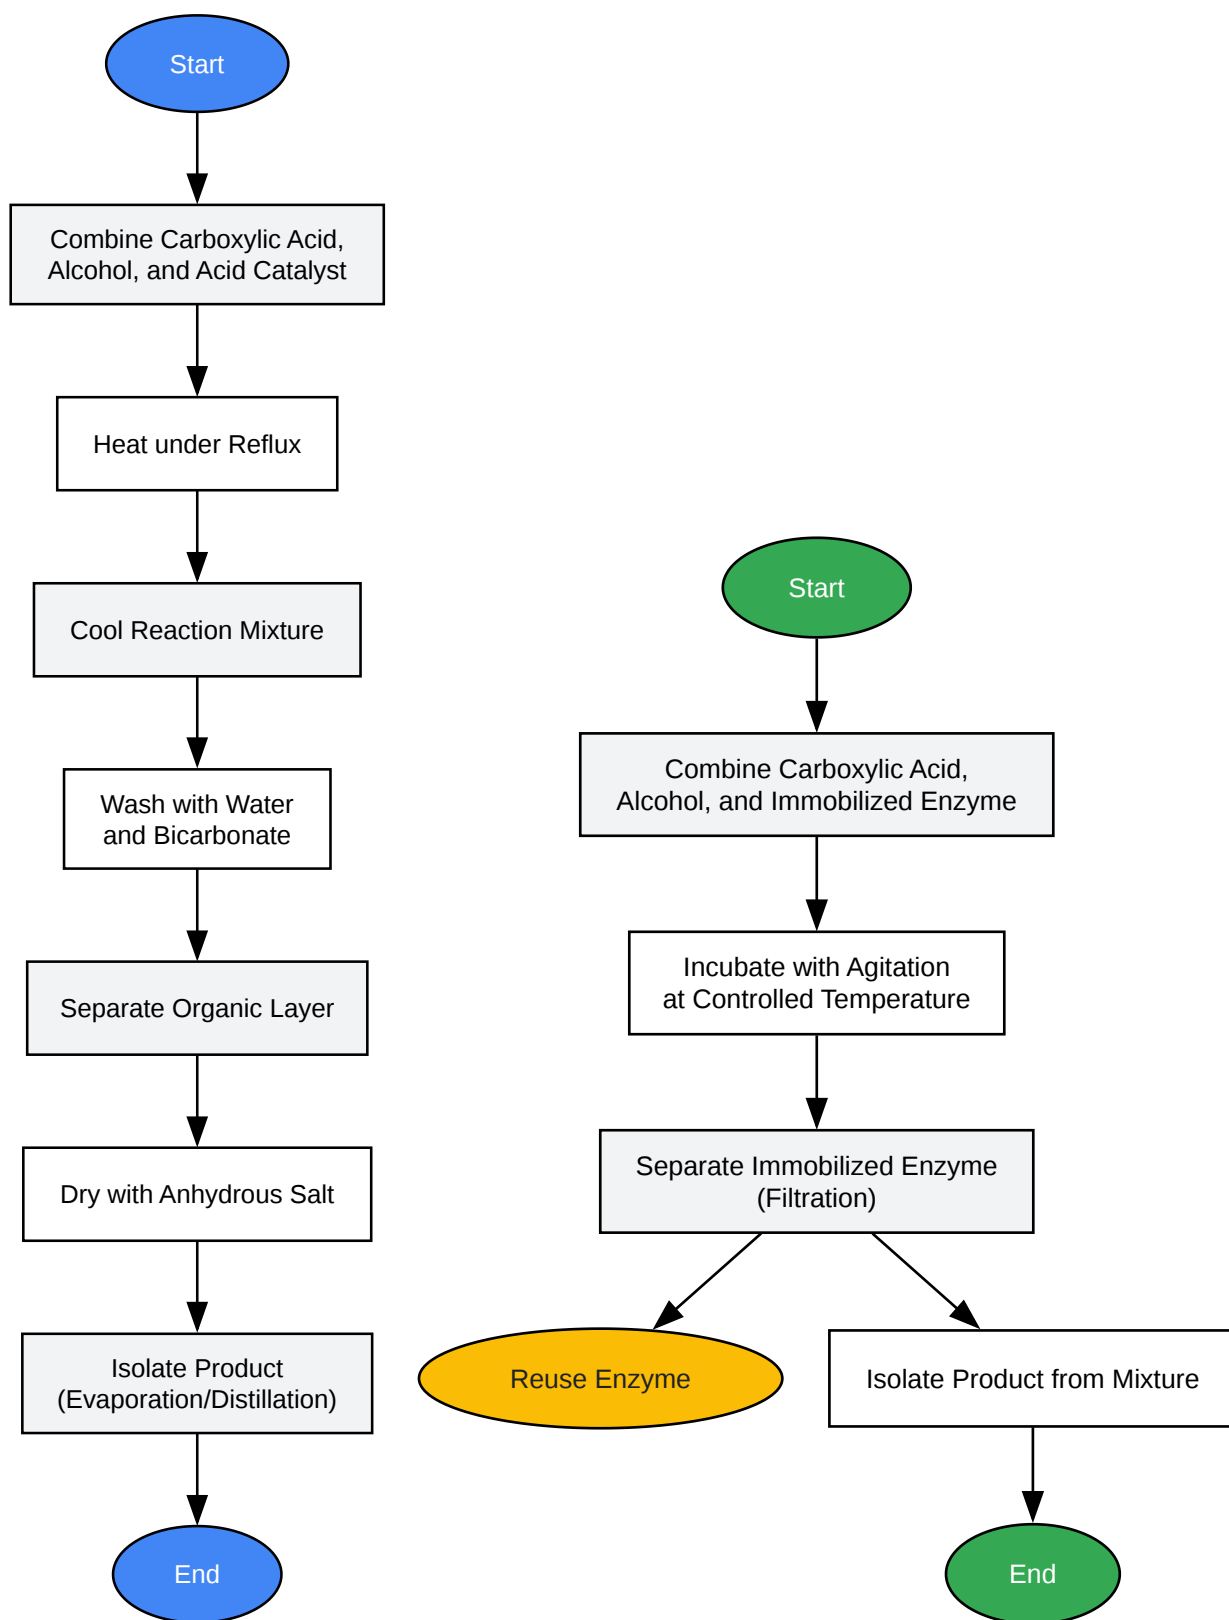 Start
Combine Carboxylic Acid,
Alcohol, and Acid Catalyst
Heat under Reflux
Cool Reaction Mixture
Wash with Water
and Bicarbonate
Separate Organic Layer
Dry with Anhydrous Salt
Isolate Product
(Evaporation/Distillation)
End
Start
Combine Carboxylic Acid,
Alcohol, and Immobilized Enzyme
Incubate with Agitation
at Controlled Temperature
Separate Immobilized Enzyme
(Filtration)
Reuse Enzyme
Isolate Product from Mixture
End